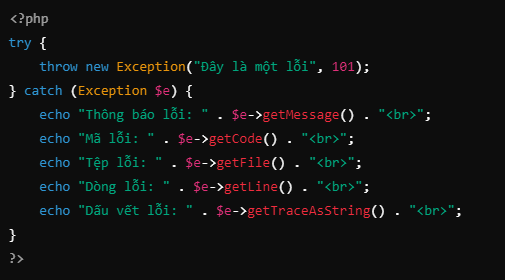 <?php
try {
    throw new Exception("Đây là một lỗi", 101);
} catch (Exception $e) {
    echo "Thông báo lỗi: " . $e->getMessage() . "<br>";
    echo "Mã lỗi: " . $e->getCode() . "<br>";
    echo "Tệp lỗi: " . $e->getFile() . "<br>";
    echo "Dòng lỗi: " . $e->getLine() . "<br>";
    echo "Dấu vết lỗi: " . $e->getTraceAsString() . "<br>";
}
?>